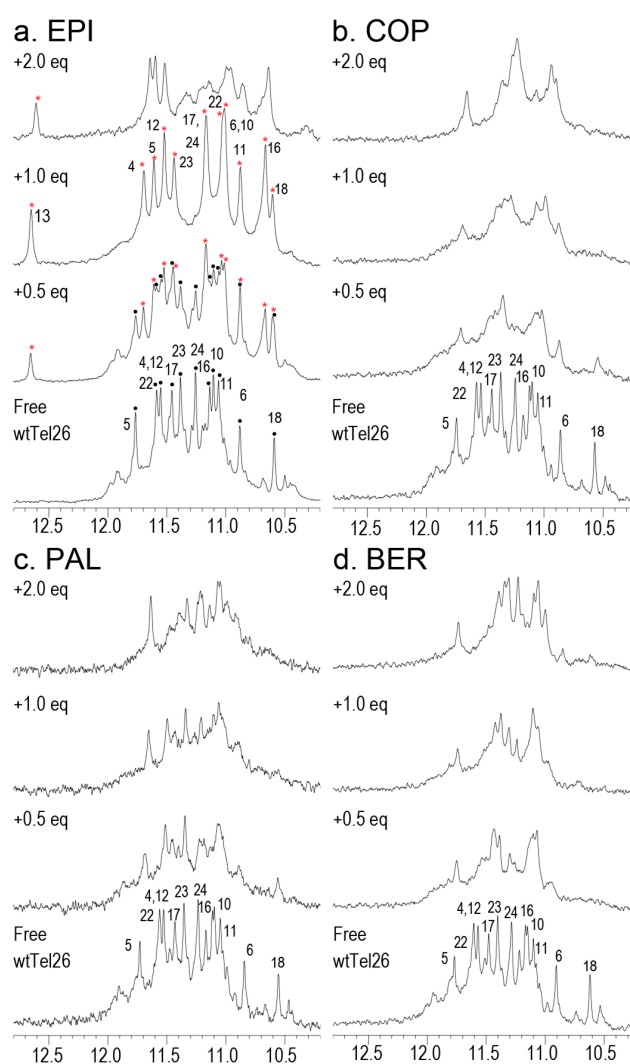 a. EPI
+2.0 eq
22
17,
12
6,10
24
5
11
16
23
4
18
+1.0 eq
13
+0.5 eq
23 24 10
4,12
17 16
22
11
6
5
18
Free
wtTel26
12.5 12.0 11.5 11.0 10.5
b. COP
+2.0 eq
+1.0 eq
+0.5 eq
4,12 23 24
10
17 16
22
11
5
6
18
Free
wtTel26
12.5 12.0 11.5 11.0 10.5
c. PAL
+2.0 eq
+1.0 eq
+0.5 eq
4,12 23 24
10
22 17 16
11
5
6
18
Free
wtTel26
12.5 12.0 11.5 11.0 10.5
d. BER
+2.0 eq
+1.0 eq
+0.5 eq
4,12 23
17 24 16
10
22
11
5
6
18
Free
wtTel26
12.5 12.0 11.5 11.0 10.5